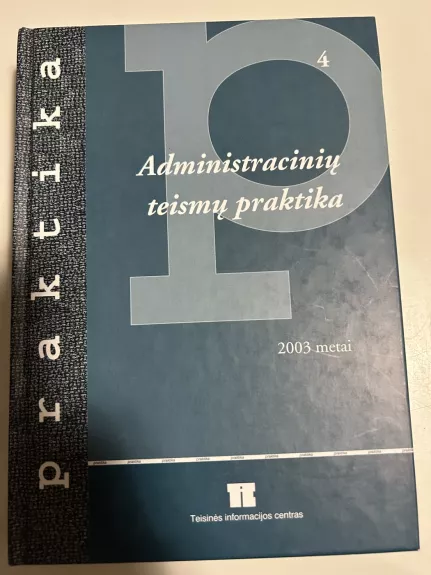 praktika
4
Administracinių
teismų praktika
2003 metai
Teisinės informacijos centras